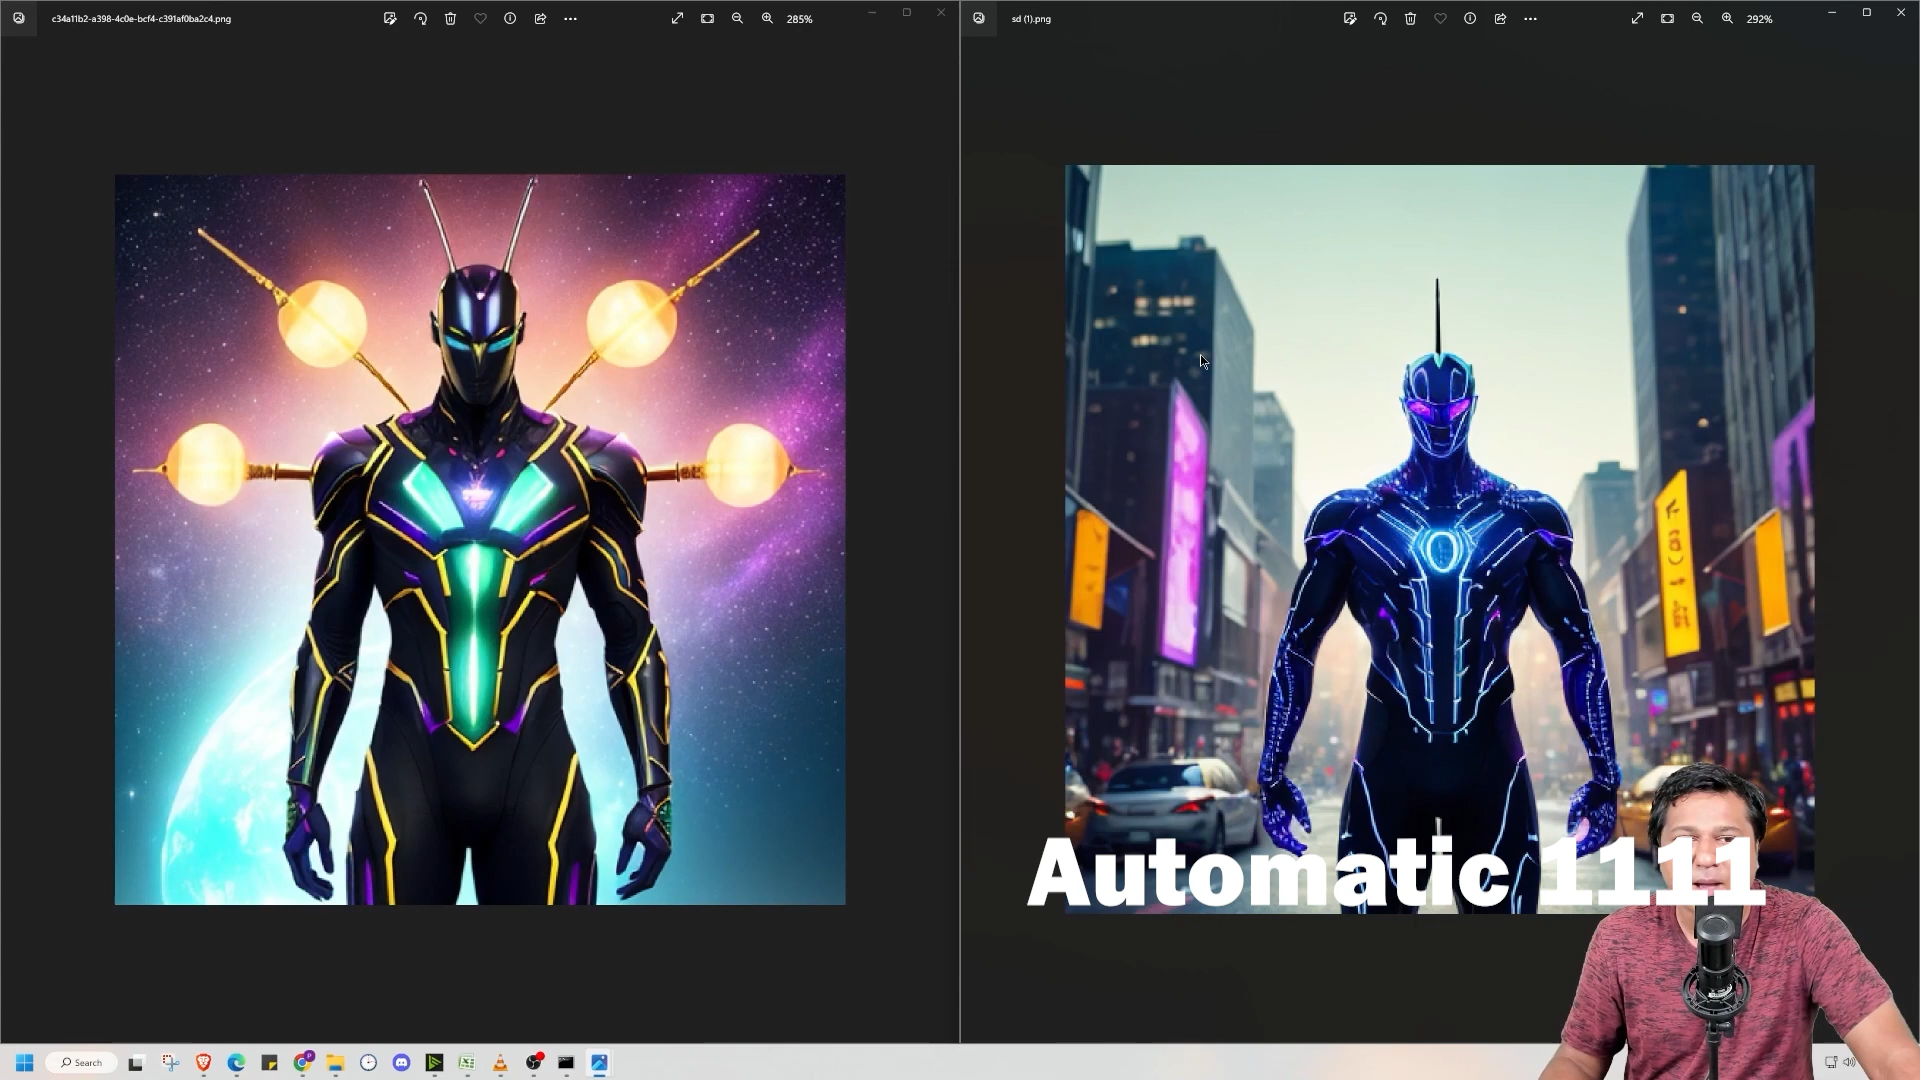 c34a11b2-a398-4c0e-bcf4-c391af0ba2c4.png
285%
sd (1).png
292%
Automatic 1111
Search